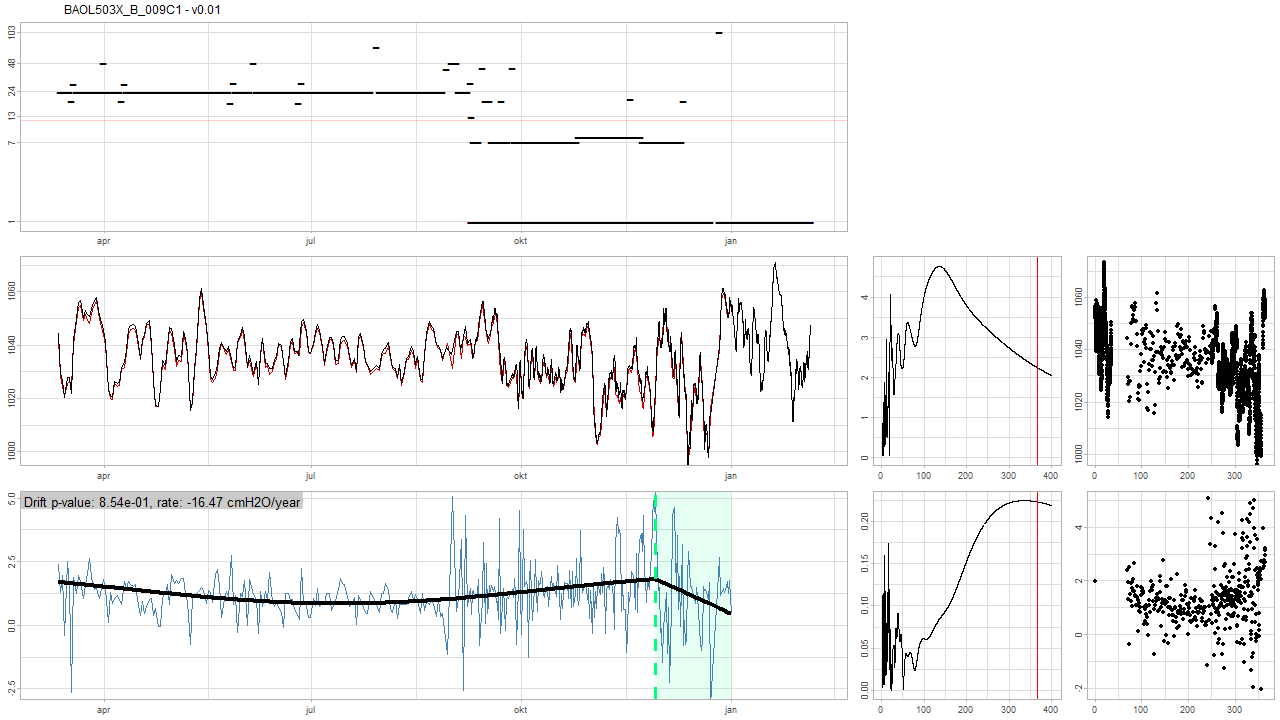 BAOL503X_B_009C1 - v0.01
103
48
24
13
7
1
apr
jul
okt
jan
1060
1040
1020
1000
apr
jul
okt
jan
4
3
2
1
0
0 100 200 300 400
1060
1040
1020
1000
0 100 200 300
Drift p-value: 8.54e-01, rate: -16.47 cmH2O/year
5.0
2.5
0.0
-2.5
apr
jul
okt
jan
0.20
0.15
0.10
0.05
0.00
0 100 200 300 400
4
2
0
-2
0 100 200 300